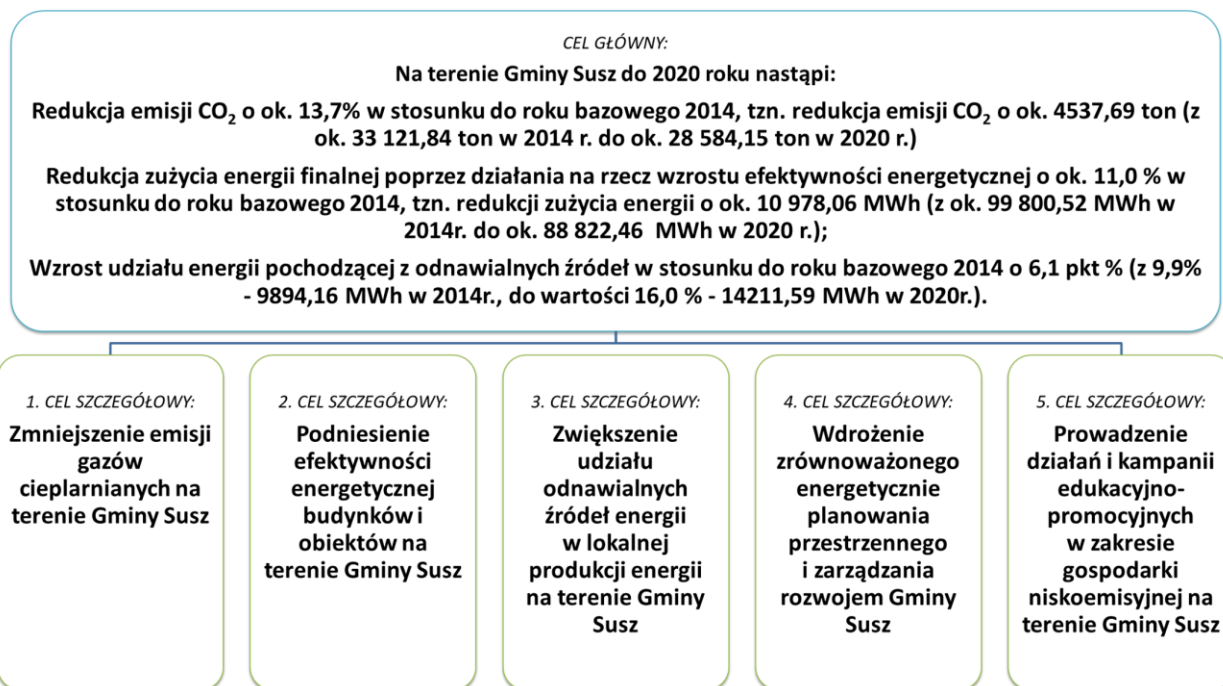 CEL GŁÓWNY:
Na terenie Gminy Susz do 2020 roku nastąpi:
Redukcja emisji CO₂ o ok. 13,7% w stosunku do roku bazowego 2014, tzn. redukcja emisji CO₂ o ok. 4537,69 ton (z
ok. 33 121,84 ton w 2014 r. do ok. 28 584,15 ton w 2020 r.)
Redukcja zużycia energii finalnej poprzez działania na rzecz wzrostu efektywności energetycznej o ok. 11,0 % w
stosunku do roku bazowego 2014, tzn. redukcji zużycia energii o ok. 10 978,06 MWh (z ok. 99 800,52 MWh w
2014r. do ok. 88 822,46 MWh w 2020 r.);
Wzrost udziału energii pochodzącej z odnawialnych źródeł w stosunku do roku bazowego 2014 o 6,1 pkt % (z 9,9%
- 9894,16 MWh w 2014r., do wartości 16,0 % - 14211,59 MWh w 2020r.).
1. CEL SZCZEGÓŁOWY:
Zmniejszenie emisji
gazów
cieplarnianych na
terenie Gminy Susz
2. CEL SZCZEGÓŁOWY:
Podniesienie
efektywności
energetycznej
budynków i
obiektów na
terenie Gminy Susz
3. CEL SZCZEGÓŁOWY:
Zwiększenie
udziału
odnawialnych
źródeł energii
w lokalnej
produkcji energii
na terenie Gminy
Susz
4. CEL SZCZEGÓŁOWY:
Wdrożenie
zrównoważonego
energetycznie
planowania
przestrzennego
i zarządzania
rozwojem Gminy
Susz
5. CEL SZCZEGÓŁOWY:
Prowadzenie
działań i kampanii
edukacyjno-
promocyjnych
w zakresie
gospodarki
niskoemisyjnej na
terenie Gminy Susz